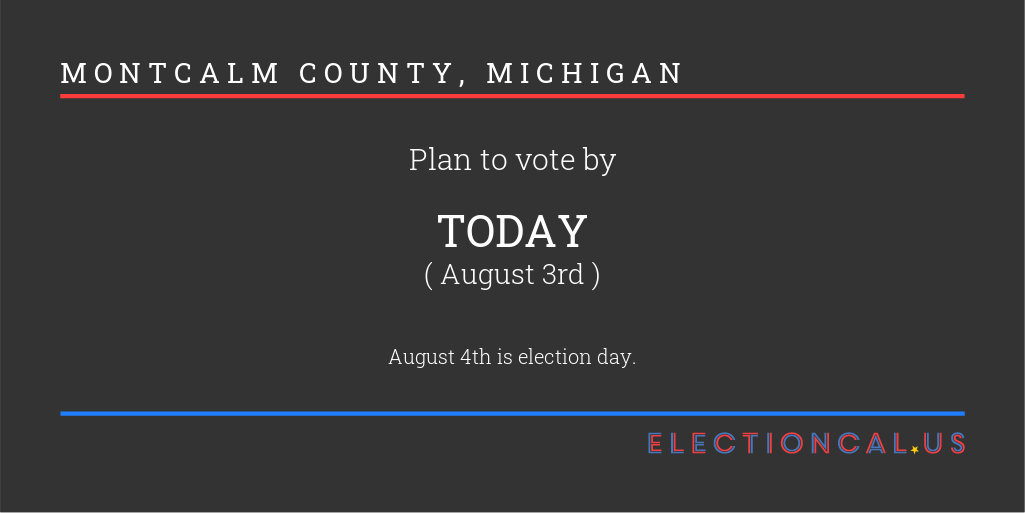 MONTCALM COUNTY, MICHIGAN
Plan to vote by
TODAY
( August 3rd )
August 4th is election day.
ELECTIONCAL.US